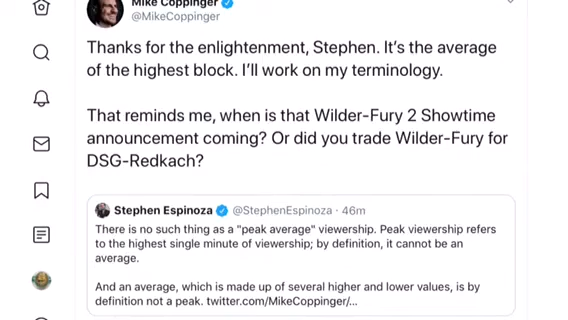 Mike Coppinger
@MikeCoppinger
Thanks for the enlightenment, Stephen. It's the average
of the highest block. I'll work on my terminology.
That reminds me, when is that Wilder-Fury 2 Showtime
announcement coming? Or did you trade Wilder-Fury for
DSG-Redkach?
Stephen Espinoza @StephenEspinoza · 46m
There is no such thing as a "peak average" viewership. Peak viewership refers
to the highest single minute of viewership; by definition, it cannot be an
average.
And an average, which is made up of several higher and lower values, is by
definition not a peak. twitter.com/MikeCoppinger/...